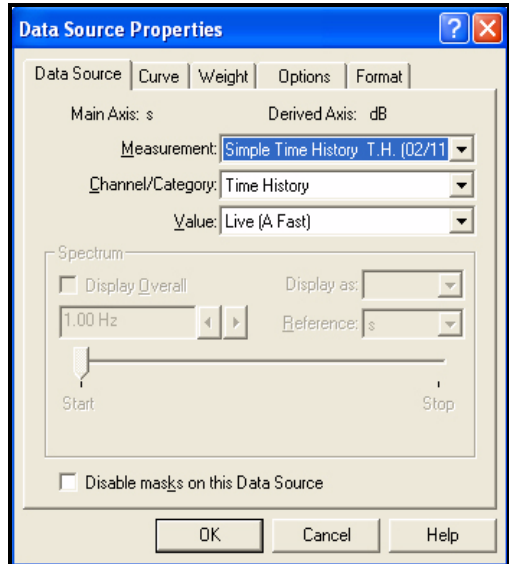 Data Source Properties
Data Source Curve Weight Options Format
Main Axis: s Derived Axis: dB
Measurement: Simple Time History T.H. (02/11
Channel/Category: Time History
Value: Live (A Fast)
Spectrum
Display Overall Display as:
1.00 Hz Reference: s
Start Stop
Disable masks on this Data Source
OK Cancel Help